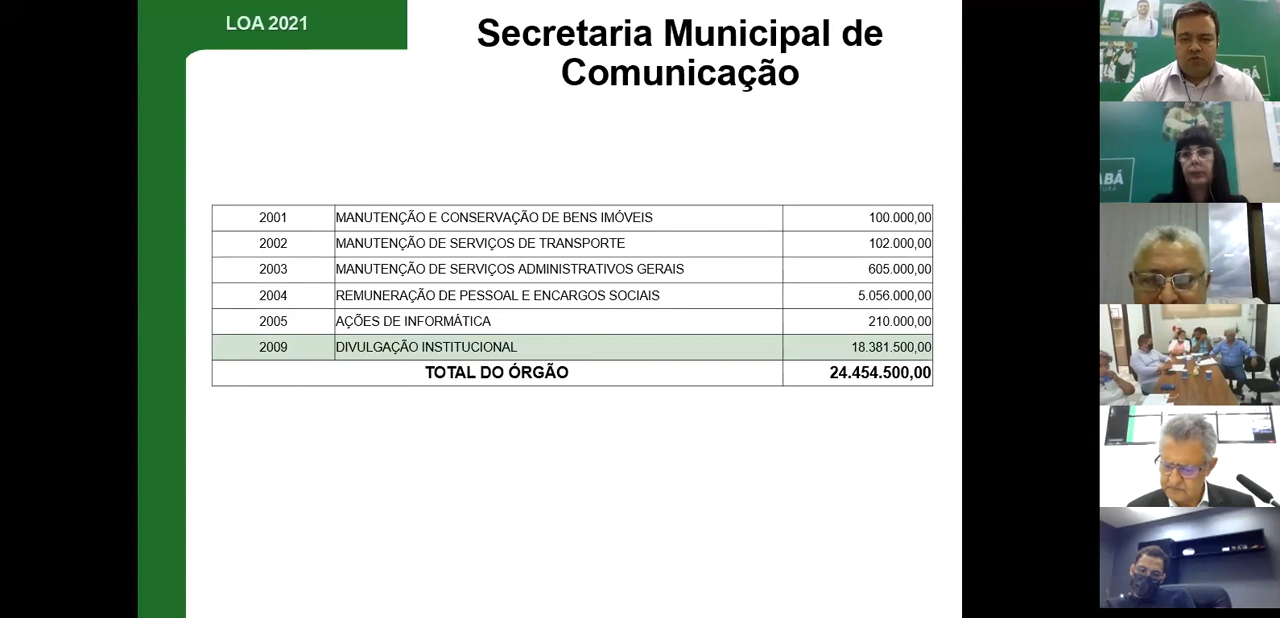 LOA 2021
Secretaria Municipal de
Comunicação
2001 MANUTENÇÃO E CONSERVAÇÃO DE BENS IMÓVEIS 100.000,00
2002 MANUTENÇÃO DE SERVIÇOS DE TRANSPORTE 102.000,00
2003 MANUTENÇÃO DE SERVIÇOS ADMINISTRATIVOS GERAIS 605.000,00
2004 REMUNERAÇÃO DE PESSOAL E ENCARGOS SOCIAIS 5.056.000,00
2005 AÇÕES DE INFORMÁTICA 210.000,00
2009 DIVULGAÇÃO INSTITUCIONAL 18.381.500,00
TOTAL DO ÓRGÃO 24.454.500,00